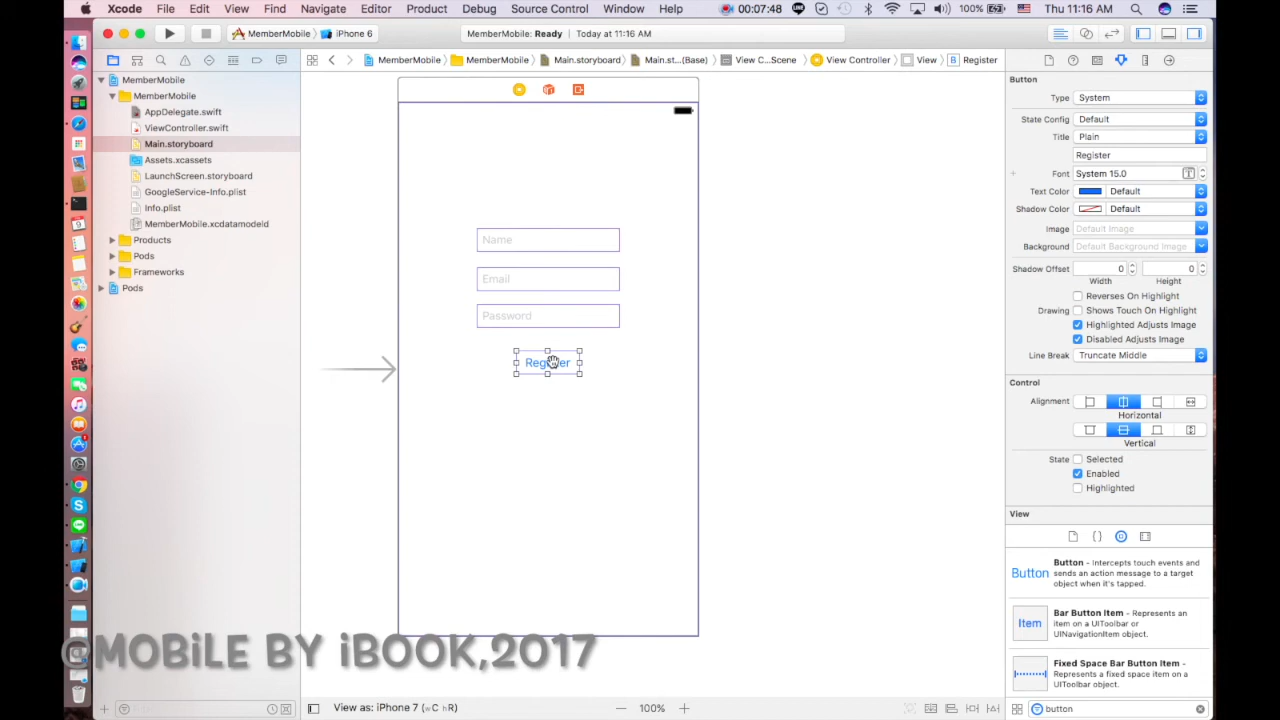 Xcode File Edit View Find Navigate Editor Product Debug Source Control Window Help 00:07:48 100% Thu 11:16 AM
MemberMobile iPhone 6 MemberMobile: Ready Today at 11:16 AM
MemberMobile MemberMobile Main.storyboard Main.st...(Base) View C...Scene View Controller View B Register
MemberMobile
MemberMobile
AppDelegate.swift
ViewController.swift
Main.storyboard
Assets.xcassets
LaunchScreen.storyboard
GoogleService-Info.plist
Info.plist
MemberMobile.xcdatamodeld
Products
Pods
Frameworks
Pods
Name
Email
Password
Register
Button
Type System
State Config Default
Title Plain
Register
Font System 15.0
Text Color Default
Shadow Color Default
Image Default Image
Background Default Background Image
Shadow Offset 0 0
Width Height
Reverses On Highlight
Drawing Shows Touch On Highlight
Highlighted Adjusts Image
Disabled Adjusts Image
Line Break Truncate Middle
Control
Alignment
Horizontal
Vertical
State Selected
Enabled
Highlighted
View
Button
Button - Intercepts touch events and
sends an action message to a target
object when it's tapped.
Item
Bar Button Item - Represents an
item on a UIToolbar or
UINavigationItem object.
Fixed Space Bar Button Item -
Represents a fixed space item on a
UIToolbar object.
@MOBILE BY iBOOK,2017
View as: iPhone 7 (wC hR) 100% button